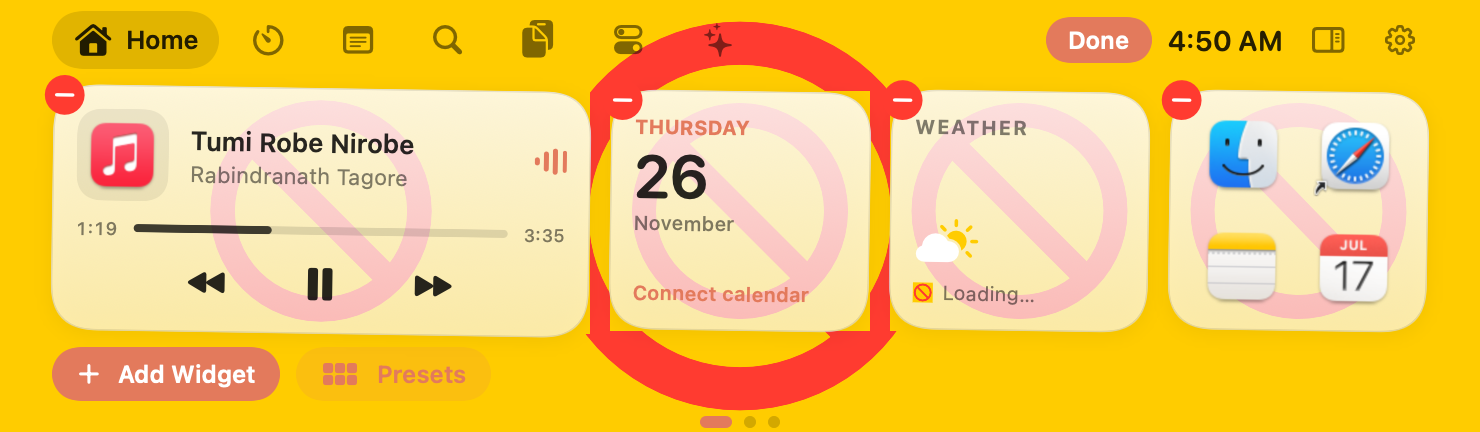 Home
Done
4:50 AM
Tumi Robe Nirobe
Rabindranath Tagore
1:19
3:35
THURSDAY
26
November
Connect calendar
WEATHER
Loading...
JUL
17
Add Widget
Presets